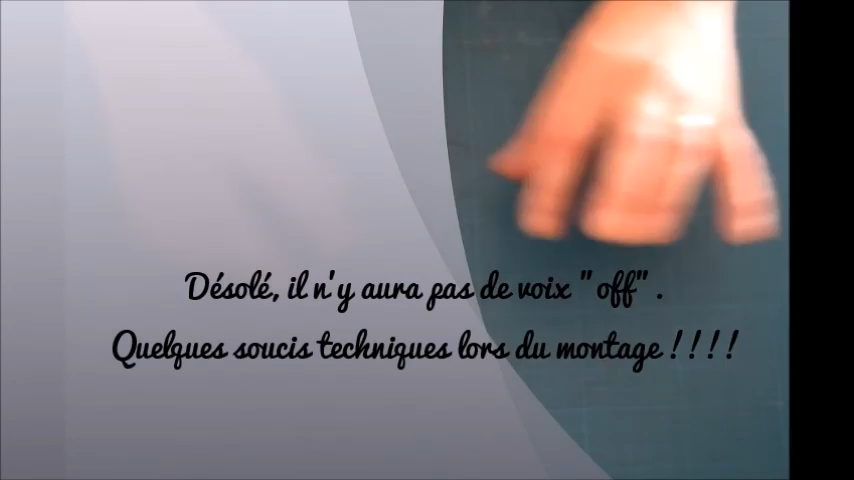 Désolé, il n'y aura pas de voix "off" .
Quelques soucis techniques lors du montage ! ! ! !